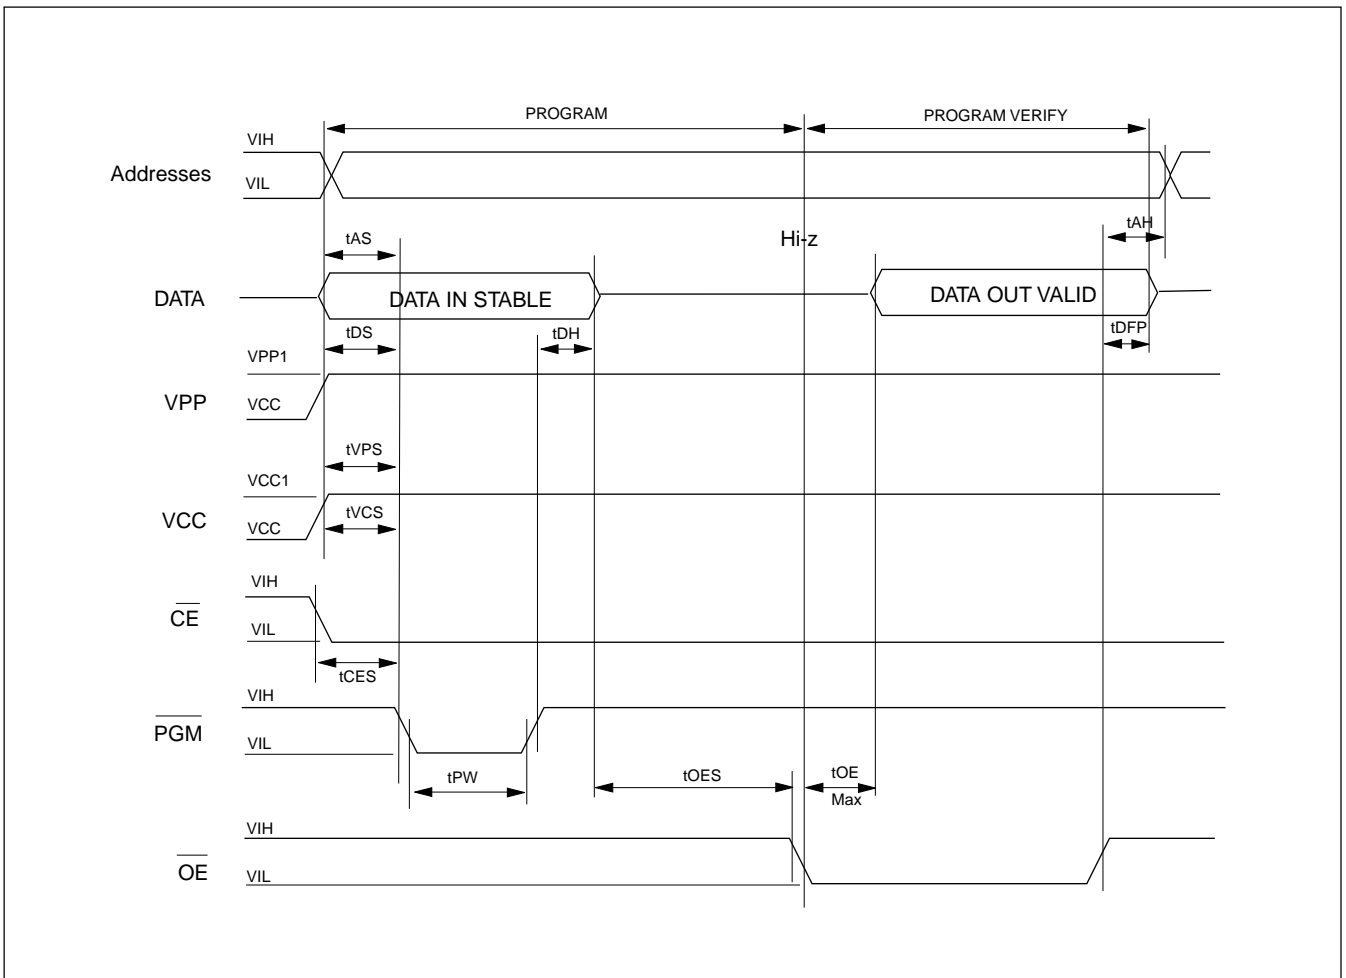 PROGRAM
PROGRAM VERIFY
VIH
Addresses
VIL
tAS
Hi-z
tAH
DATA
DATA IN STABLE
DATA OUT VALID
tDS
tDH
tDFP
VPP1
VPP
VCC
tVPS
VCC1
VCC
VCC
tVCS
VIH
CE
VIL
tCES
VIH
PGM
VIL
tPW
tOES
tOE
Max
VIH
OE
VIL